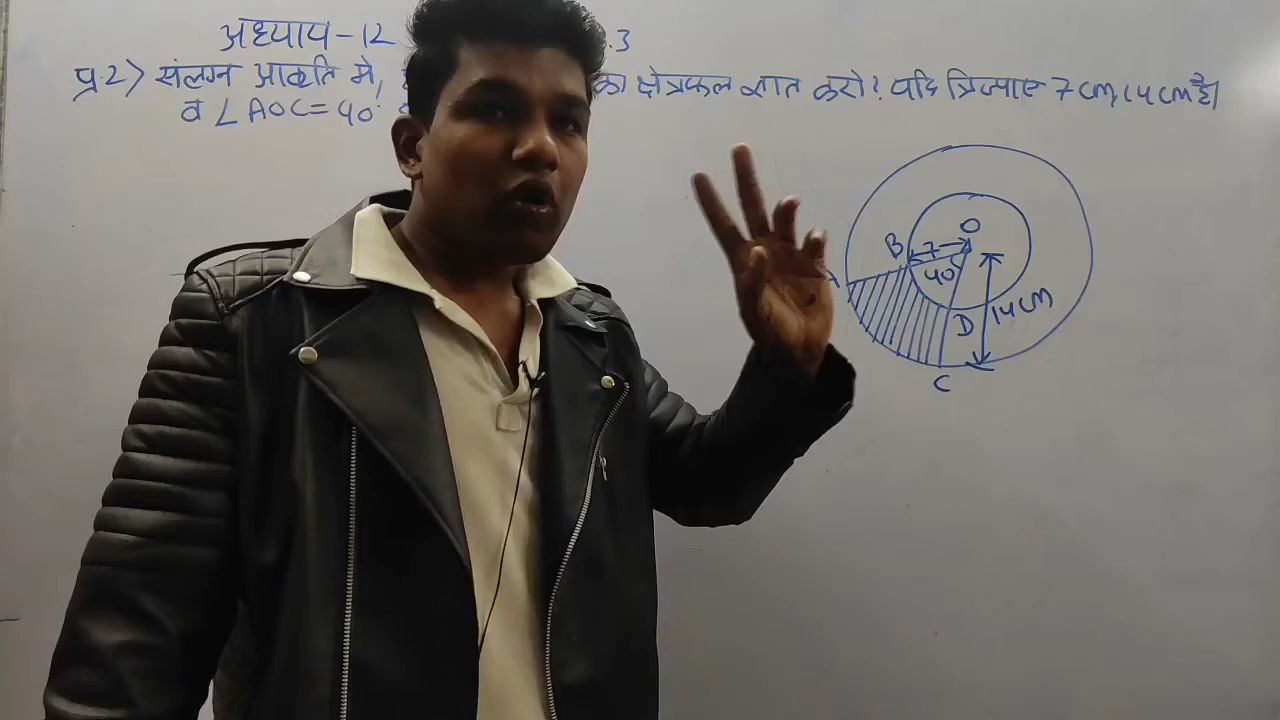 अध्याय-12 .3
प्र.2> संलग्न आकृति मे, का क्षेत्रफल ज्ञात करो? यदि त्रिज्याए 7cm, 14cm है।
व ∠AOC=40°
O
B 7
40
14cm
D
C